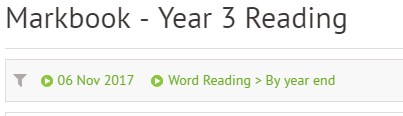 Markbook - Year 3 Reading
06 Nov 2017 Word Reading > By year end